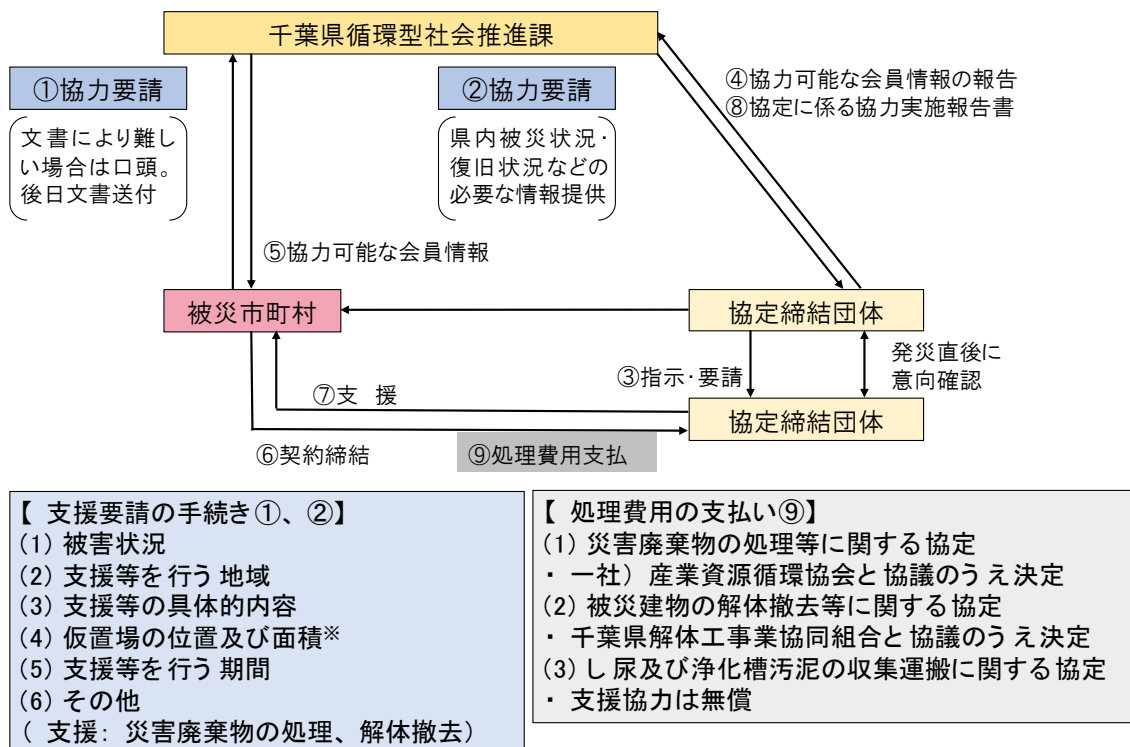 千葉県循環型社会推進課
①協力要請
文書により難し
い場合は口頭。
後日文書送付
②協力要請
県内被災状況・
復旧状況などの
必要な情報提供
④協力可能な会員情報の報告
⑧協定に係る協力実施報告書
⑤協力可能な会員情報
被災市町村
協定締結団体
③指示・要請
発災直後に
意向確認
⑦支 援
協定締結団体
⑥契約締結
⑨処理費用支払
【 支援要請の手続き①、②】
(1) 被害状況
(2) 支援等を行う 地域
(3) 支援等の具体的内容
(4) 仮置場の位置及び面積※
(5) 支援等を行う 期間
(6) その他
( 支援: 災害廃棄物の処理、解体撤去)
【 処理費用の支払い⑨】
(1) 災害廃棄物の処理等に関する協定
・ 一社) 産業資源循環協会と協議のうえ決定
(2) 被災建物の解体撤去等に関する協定
・ 千葉県解体工事業協同組合と協議のうえ決定
(3) し 尿及び浄化槽汚泥の収集運搬に関する協定
・ 支援協力は無償